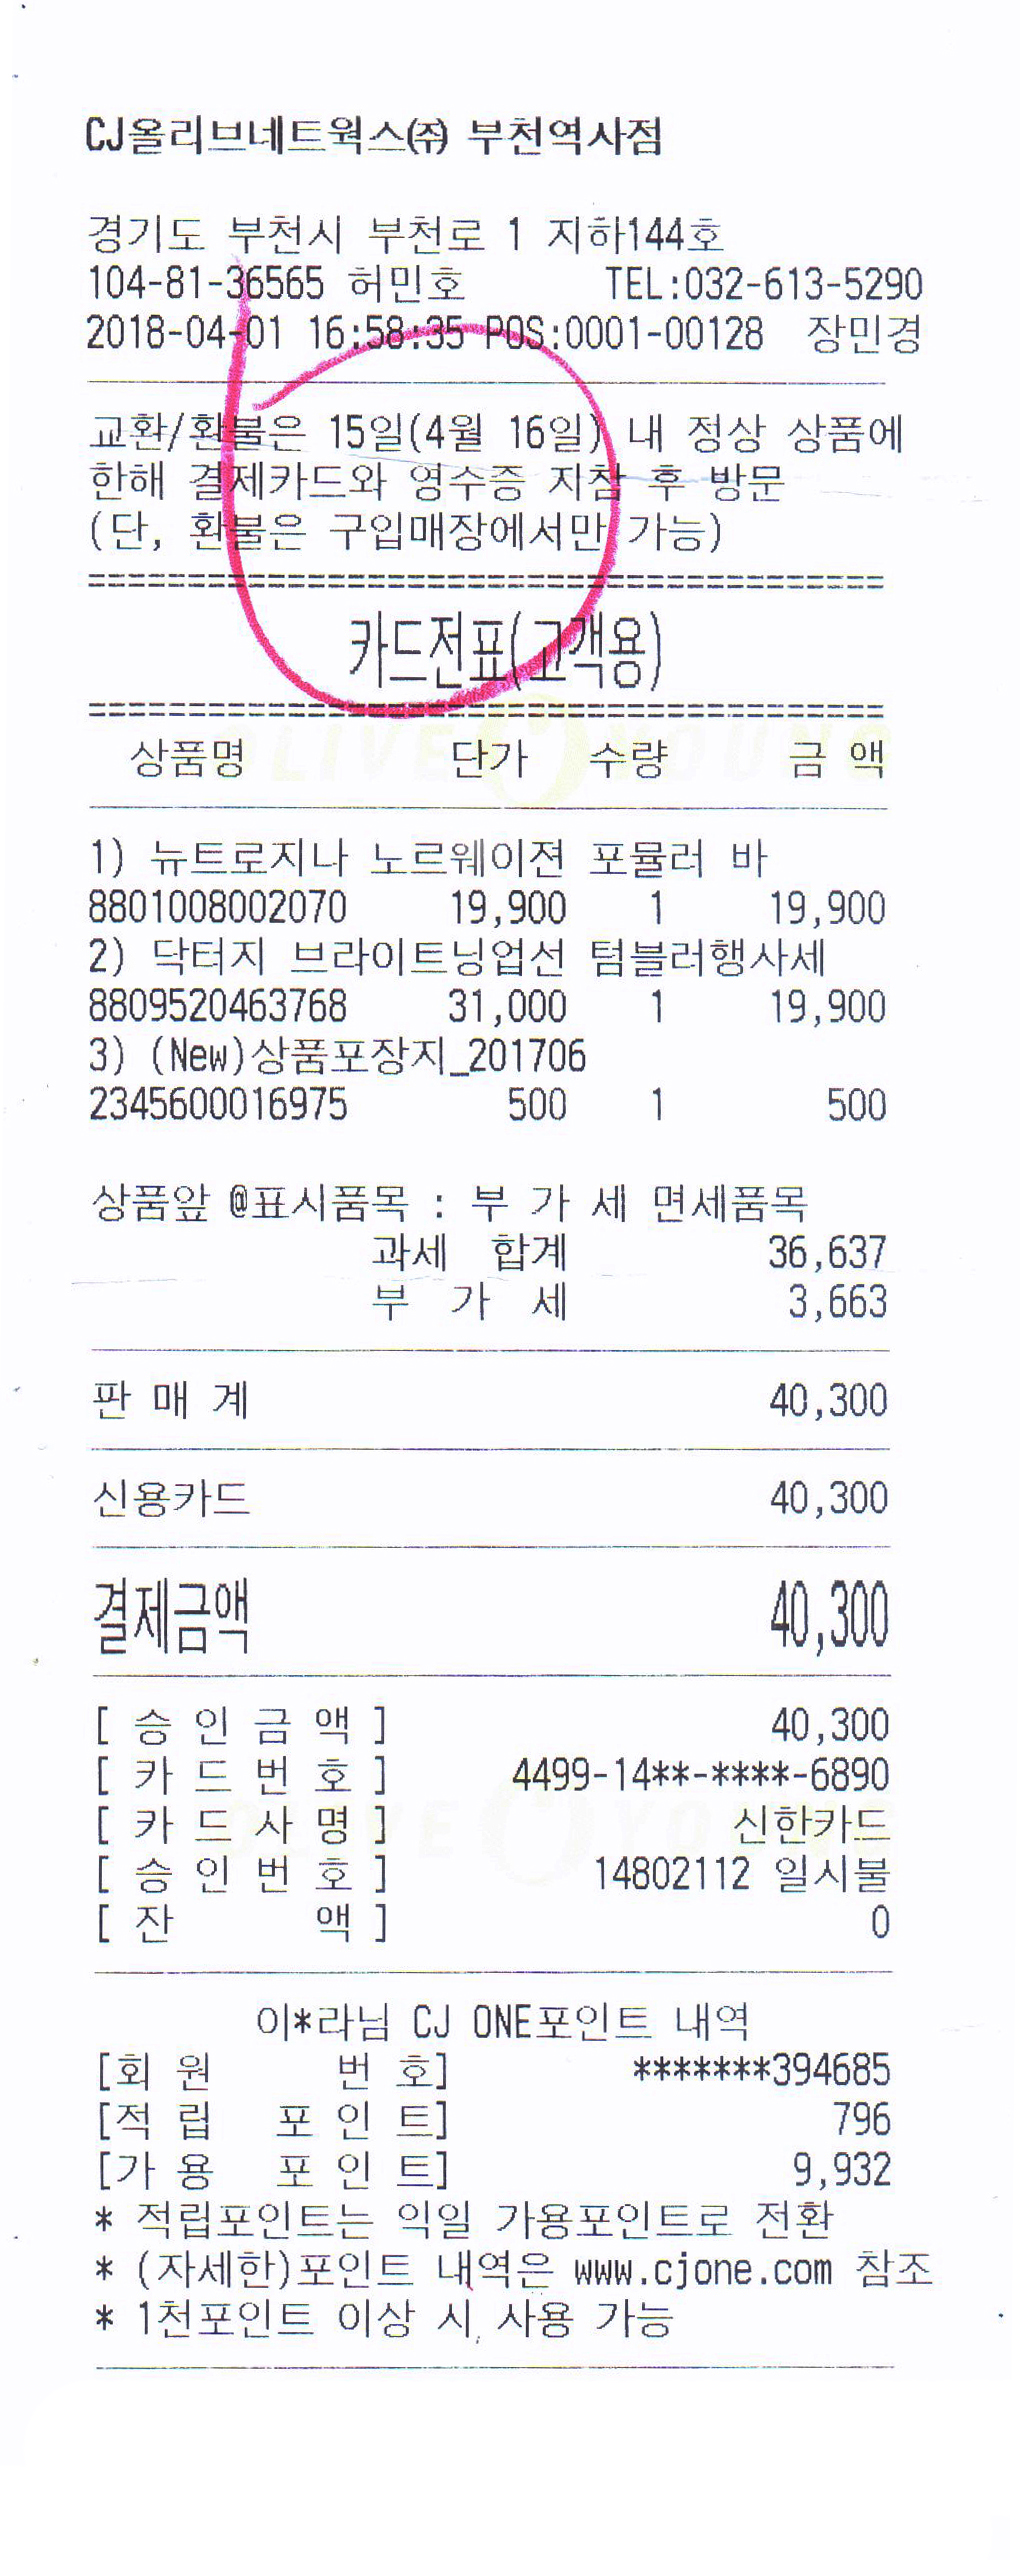 CJ올리브네트웍스㈜ 부천역사점
경기도 부천시 부천로 1 지하144호
104-81-36565 허민호 TEL:032-613-5290
2018-04-01 16:58:35 POS:0001-00128 장민경
교환/환불은 15일(4월 16일) 내 정상 상품에
한해 결제카드와 영수증 지참 후 방문
(단, 환불은 구입매장에서만 가능)
========================================
카드전표(고객용)
========================================
OLIVE YOUNG
상품명 단가 수량 금 액
1) 뉴트로지나 노르웨이젼 포뮬러 바
8801008002070 19,900 1 19,900
2) 닥터지 브라이트닝업선 텀블러행사세
8809520463768 31,000 1 19,900
3) (New)상품포장지_201706
2345600016975 500 1 500
상품앞 @표시품목 : 부 가 세 면세품목
과세 합계 36,637
부 가 세 3,663
판 매 계 40,300
신용카드 40,300
결제금액 40,300
[ 승 인 금 액 ] 40,300
[ 카 드 번 호 ] 4499-14**-****-6890
[ 카 드 사 명 ] 신한카드
OLIVE YOUNG
[ 승 인 번 호 ] 14802112 일시불
[ 잔 액 ] 0
이*라님 CJ ONE포인트 내역
[회 원 번 호] *******394685
[적 립 포 인 트] 796
[가 용 포 인 트] 9,932
* 적립포인트는 익일 가용포인트로 전환
* (자세한)포인트 내역은 www.cjone.com 참조
* 1천포인트 이상 시 사용 가능